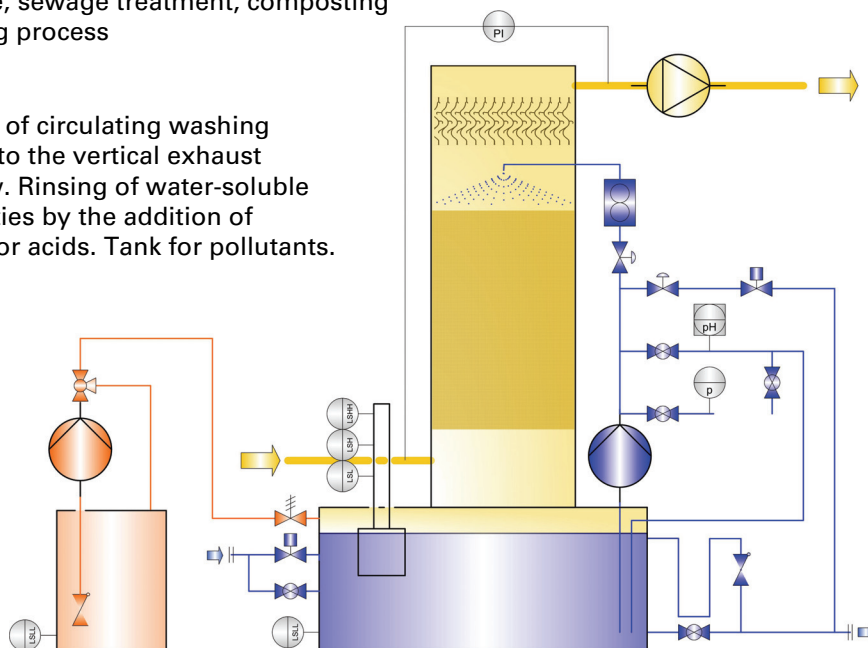 , sewage treatment, composting
g process
of circulating washing
to the vertical exhaust
. Rinsing of water-soluble
ties by the addition of
or acids. Tank for pollutants.
PI
pH
p
LSHH
LSH
LSL
LSLL
LSLL